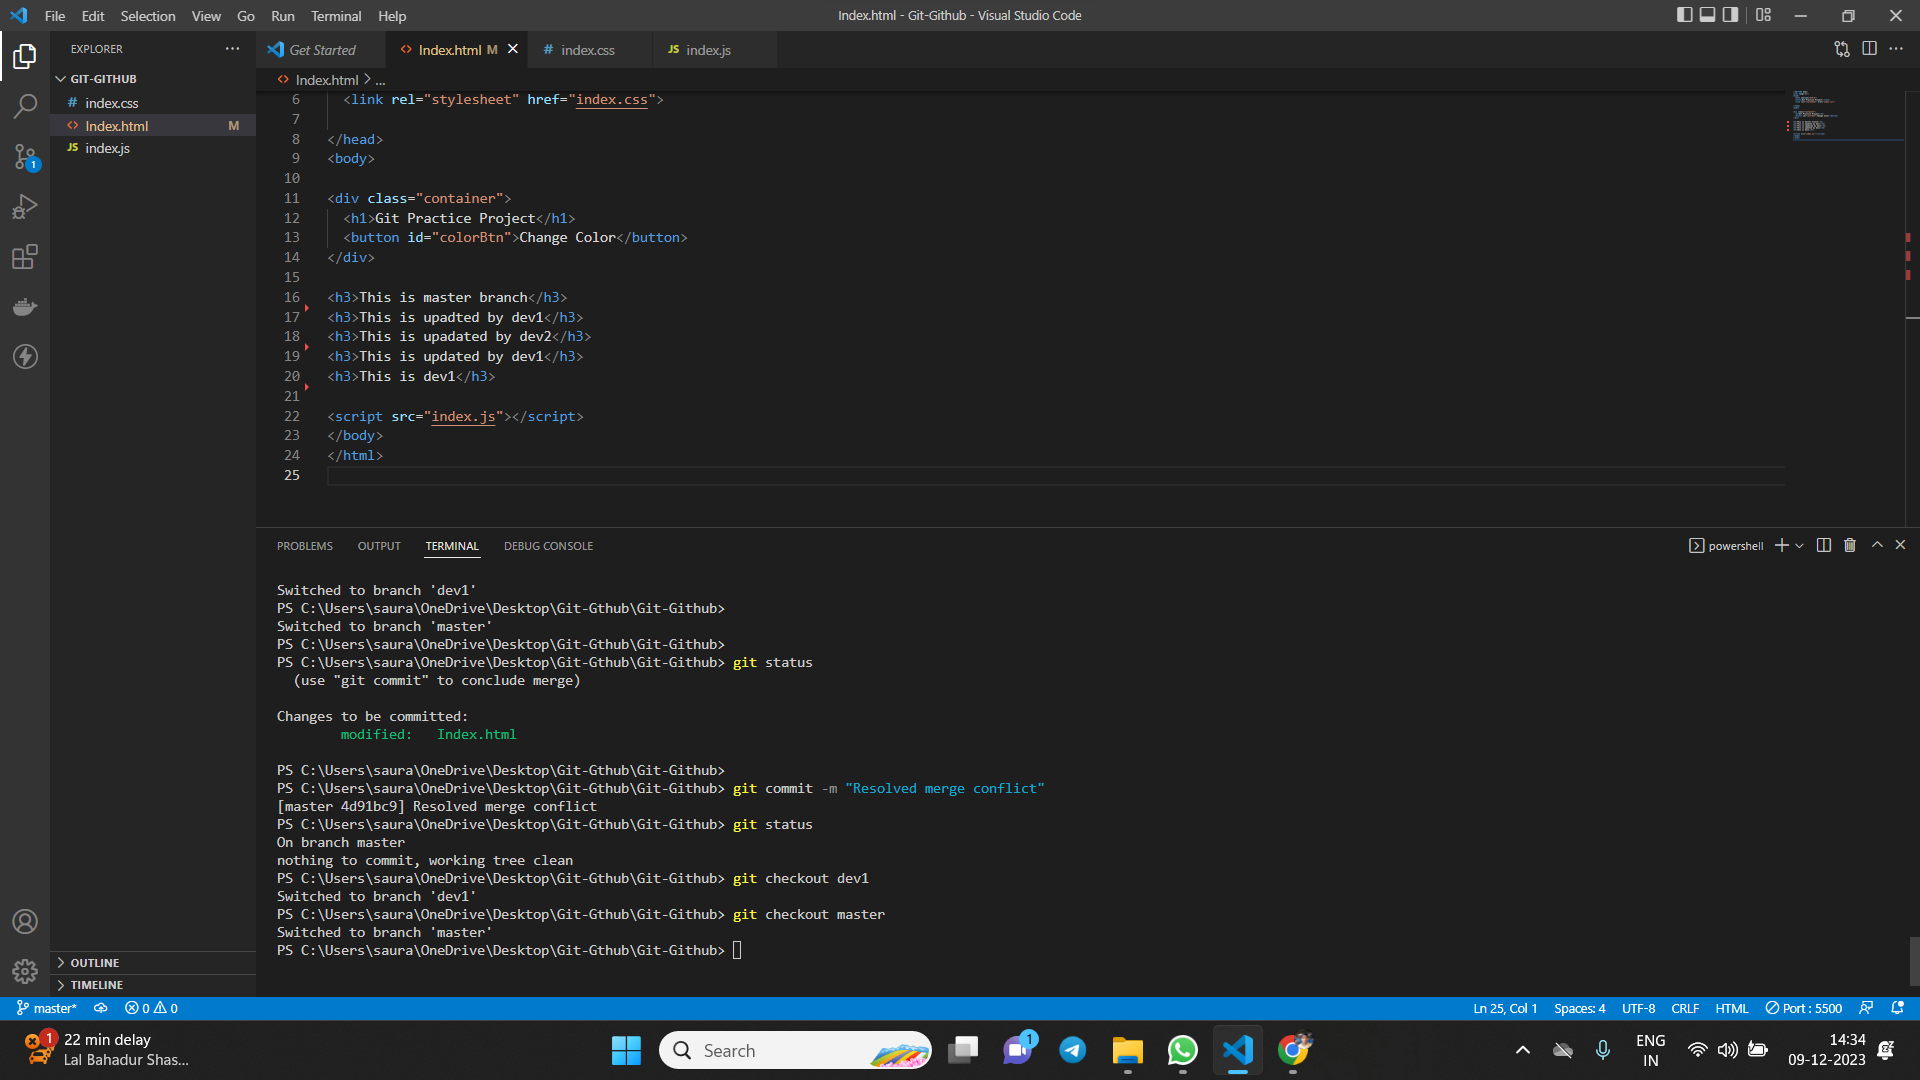 File Edit Selection View Go Run Terminal Help
Index.html - Git-Github - Visual Studio Code
EXPLORER
GIT-GITHUB
index.css
Index.html M
index.js
1
OUTLINE
TIMELINE
Get Started
Index.html M
index.css
index.js
Index.html > ...
6 <link rel="stylesheet" href="index.css">
7
8 </head>
9 <body>
10
11 <div class="container">
12 <h1>Git Practice Project</h1>
13 <button id="colorBtn">Change Color</button>
14 </div>
15
16 <h3>This is master branch</h3>
17 <h3>This is upadted by dev1</h3>
18 <h3>This is upadated by dev2</h3>
19 <h3>This is updated by dev1</h3>
20 <h3>This is dev1</h3>
21
22 <script src="index.js"></script>
23 </body>
24 </html>
25
PROBLEMS OUTPUT TERMINAL DEBUG CONSOLE
powershell
Switched to branch 'dev1'
PS C:\Users\saura\OneDrive\Desktop\Git-Gthub\Git-Github>
Switched to branch 'master'
PS C:\Users\saura\OneDrive\Desktop\Git-Gthub\Git-Github>
PS C:\Users\saura\OneDrive\Desktop\Git-Gthub\Git-Github> git status
(use "git commit" to conclude merge)
Changes to be committed:
modified: Index.html
PS C:\Users\saura\OneDrive\Desktop\Git-Gthub\Git-Github>
PS C:\Users\saura\OneDrive\Desktop\Git-Gthub\Git-Github> git commit -m "Resolved merge conflict"
[master 4d91bc9] Resolved merge conflict
PS C:\Users\saura\OneDrive\Desktop\Git-Gthub\Git-Github> git status
On branch master
nothing to commit, working tree clean
PS C:\Users\saura\OneDrive\Desktop\Git-Gthub\Git-Github> git checkout dev1
Switched to branch 'dev1'
PS C:\Users\saura\OneDrive\Desktop\Git-Gthub\Git-Github> git checkout master
Switched to branch 'master'
PS C:\Users\saura\OneDrive\Desktop\Git-Gthub\Git-Github>
master* 0 0
Ln 25, Col 1 Spaces: 4 UTF-8 CRLF HTML Port : 5500
1
22 min delay
Lal Bahadur Shas...
Search
1
ENG
IN
14:34
09-12-2023